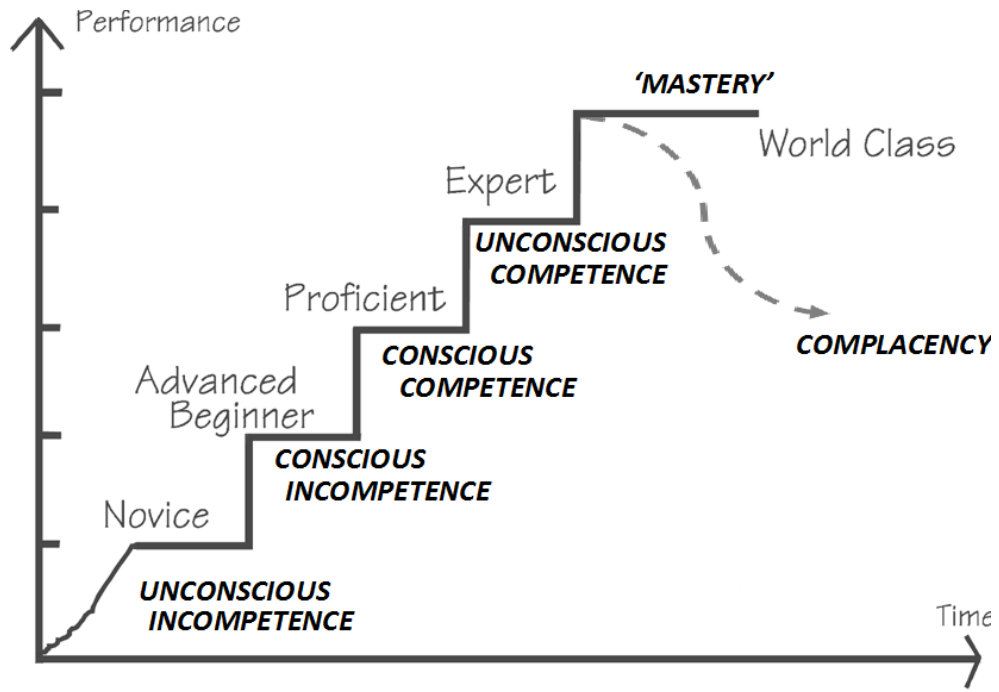 Performance
‘MASTERY’
World Class
Expert
UNCONSCIOUS
COMPETENCE
Proficient
COMPLACENCY
CONSCIOUS
COMPETENCE
Advanced
Beginner
CONSCIOUS
INCOMPETENCE
Novice
UNCONSCIOUS
INCOMPETENCE
Time